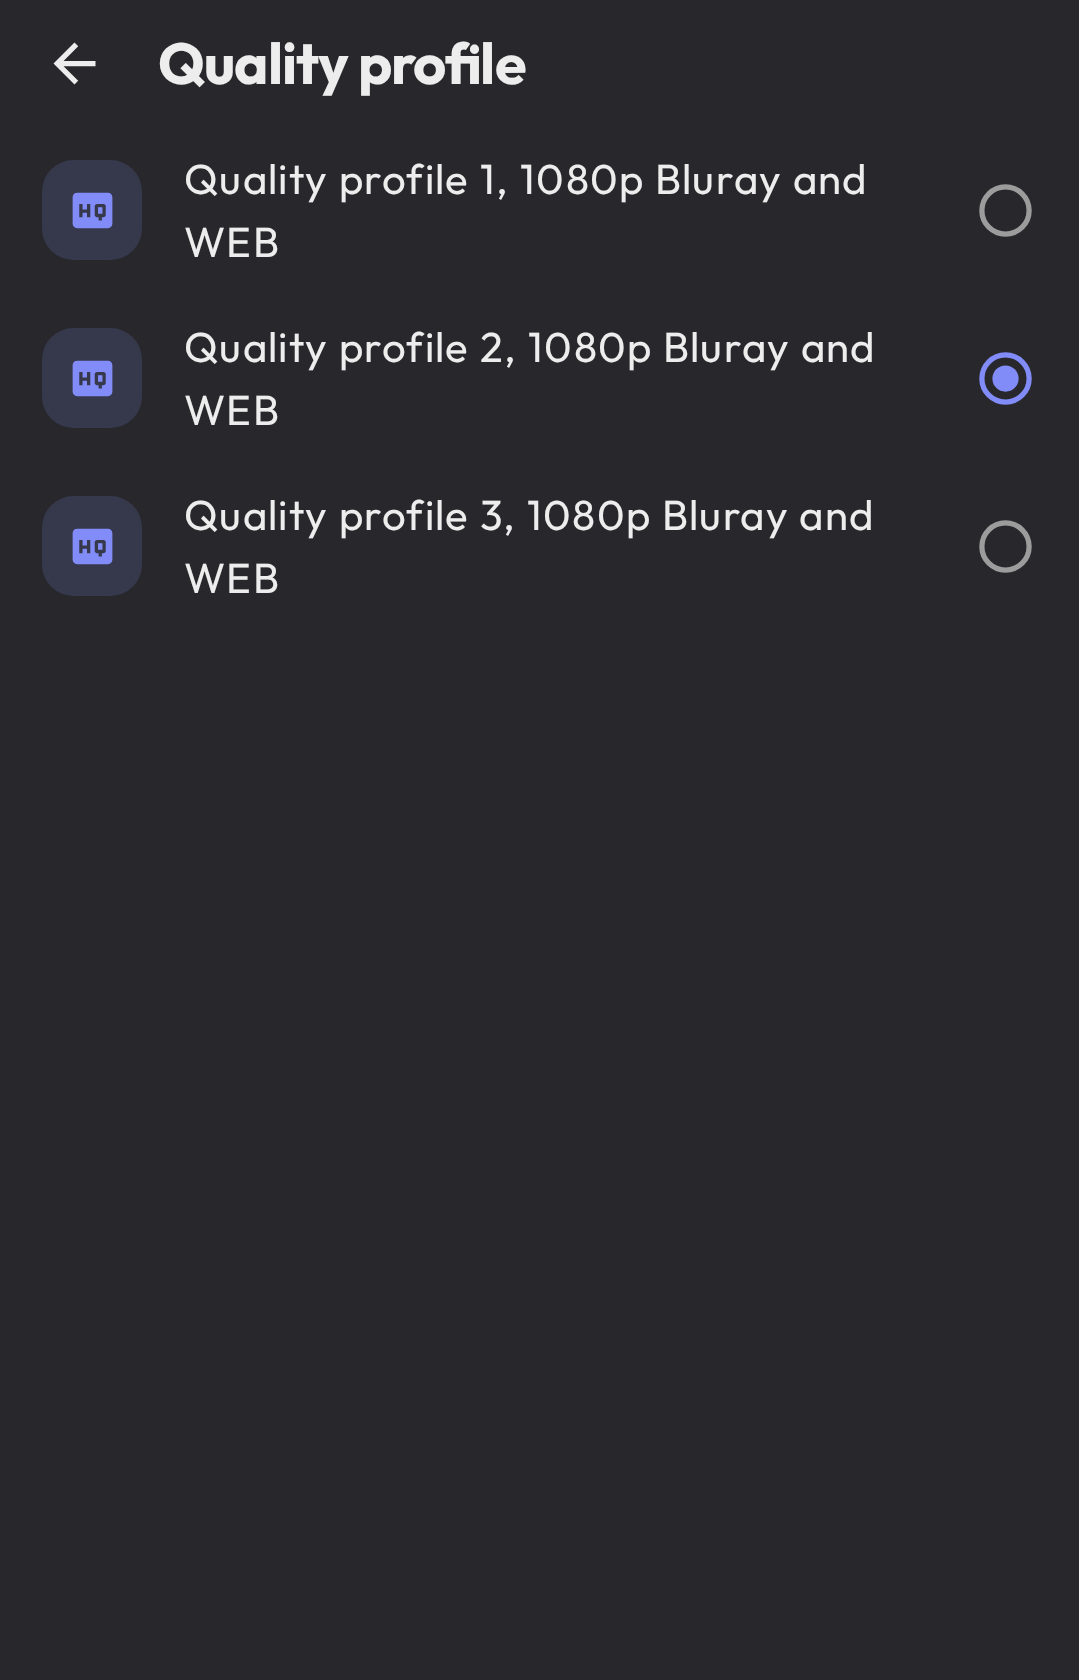 Quality profile
Quality profile 1, 1080p Bluray and
WEB
HQ
Quality profile 2, 1080p Bluray and
WEB
HQ
Quality profile 3, 1080p Bluray and
WEB
HQ